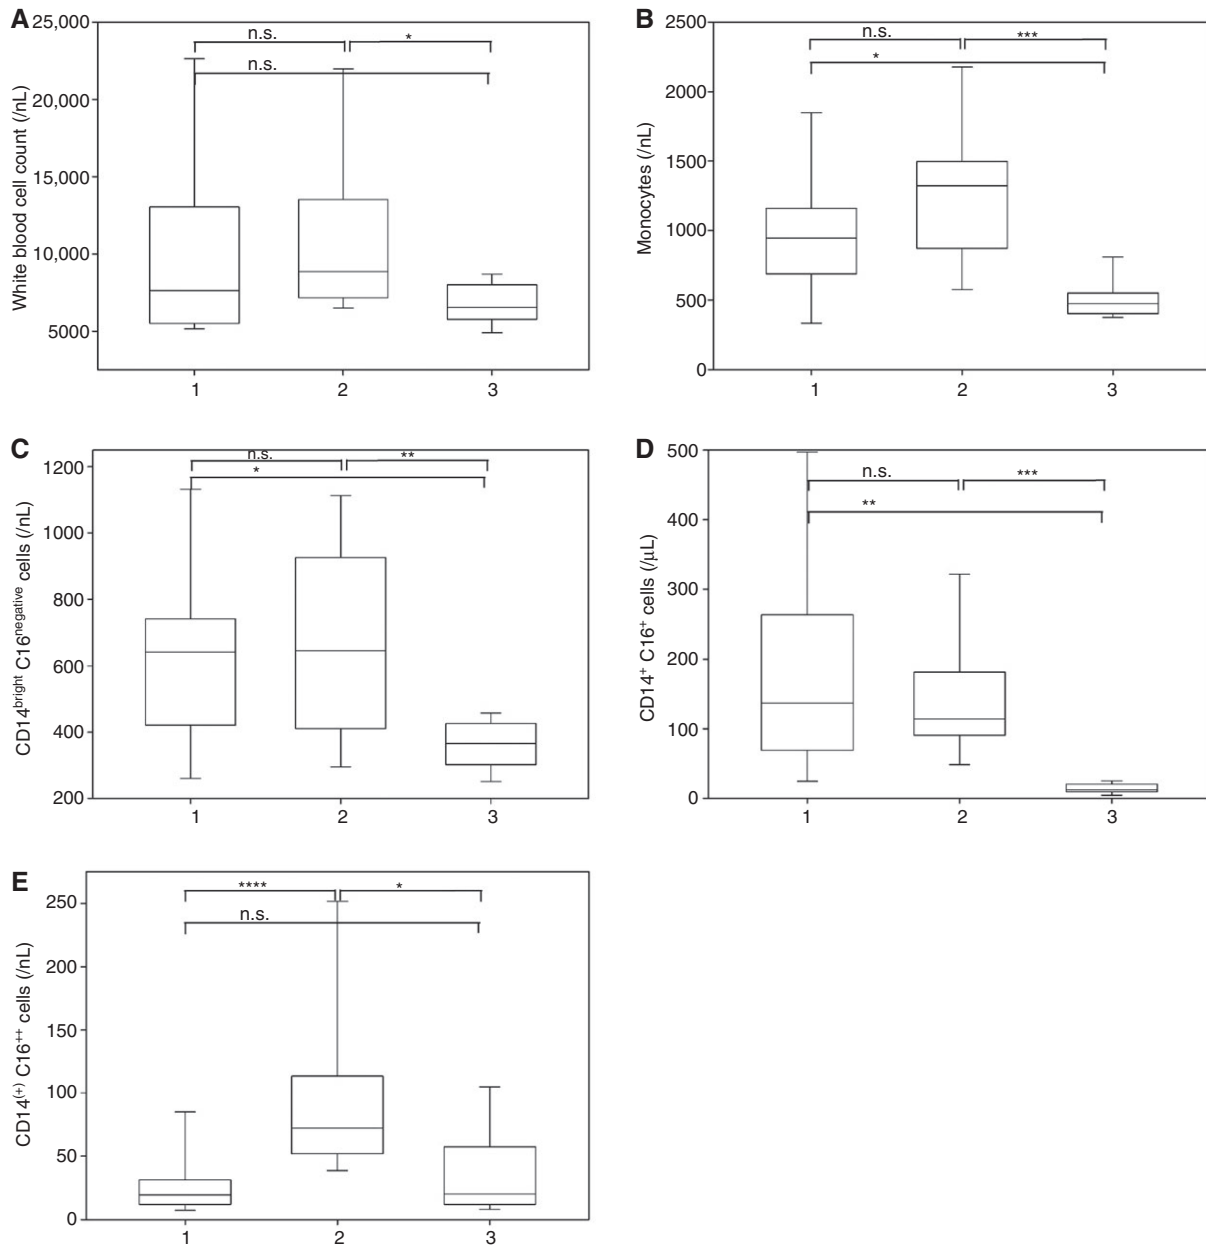 A
White blood cell count (/nL)
25,000
20,000
15,000
10,000
5000
n.s.
*
n.s.
1 2 3
B
Monocytes (/nL)
2500
2000
1500
1000
500
0
n.s.
***
*
1 2 3
C
CD14bright C16negative cells (/nL)
1200
1000
800
600
400
200
n.s.
**
*
1 2 3
D
CD14+ C16+ cells (/μL)
500
400
300
200
100
0
n.s.
***
**
1 2 3
E
CD14(+) C16++ cells (/nL)
250
200
150
100
50
0
****
*
n.s.
1 2 3